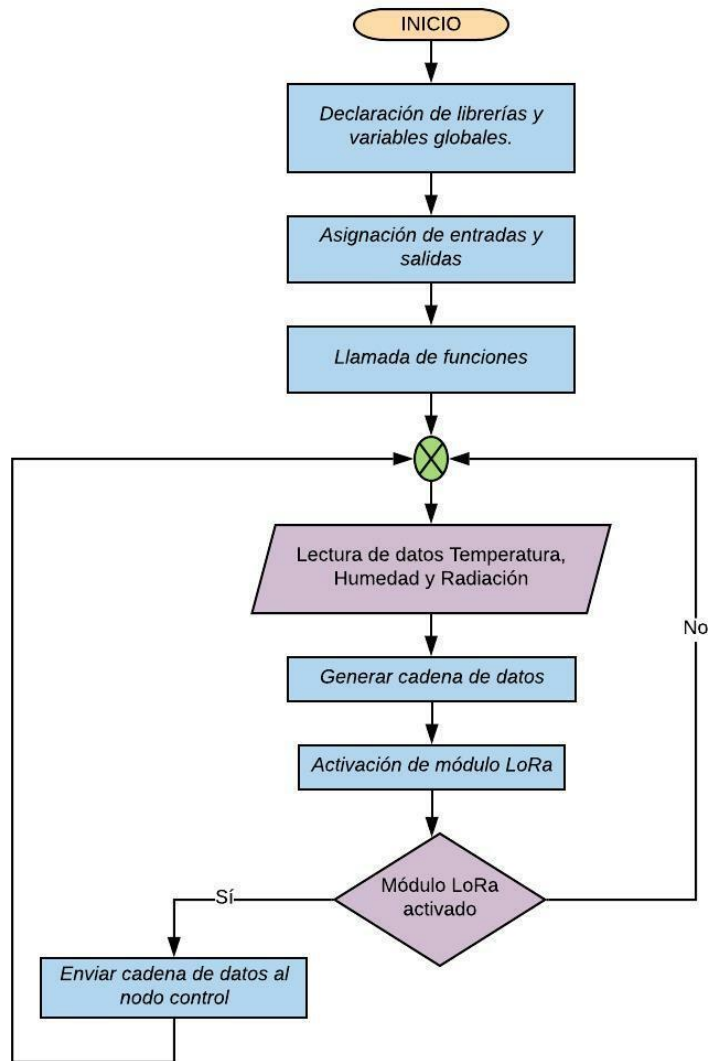 INICIO
Declaración de librerías y
variables globales.
Asignación de entradas y
salidas
Llamada de funciones
Lectura de datos Temperatura,
Humedad y Radiación
No
Generar cadena de datos
Activación de módulo LoRa
Módulo LoRa
activado
Sí
Enviar cadena de datos al
nodo control